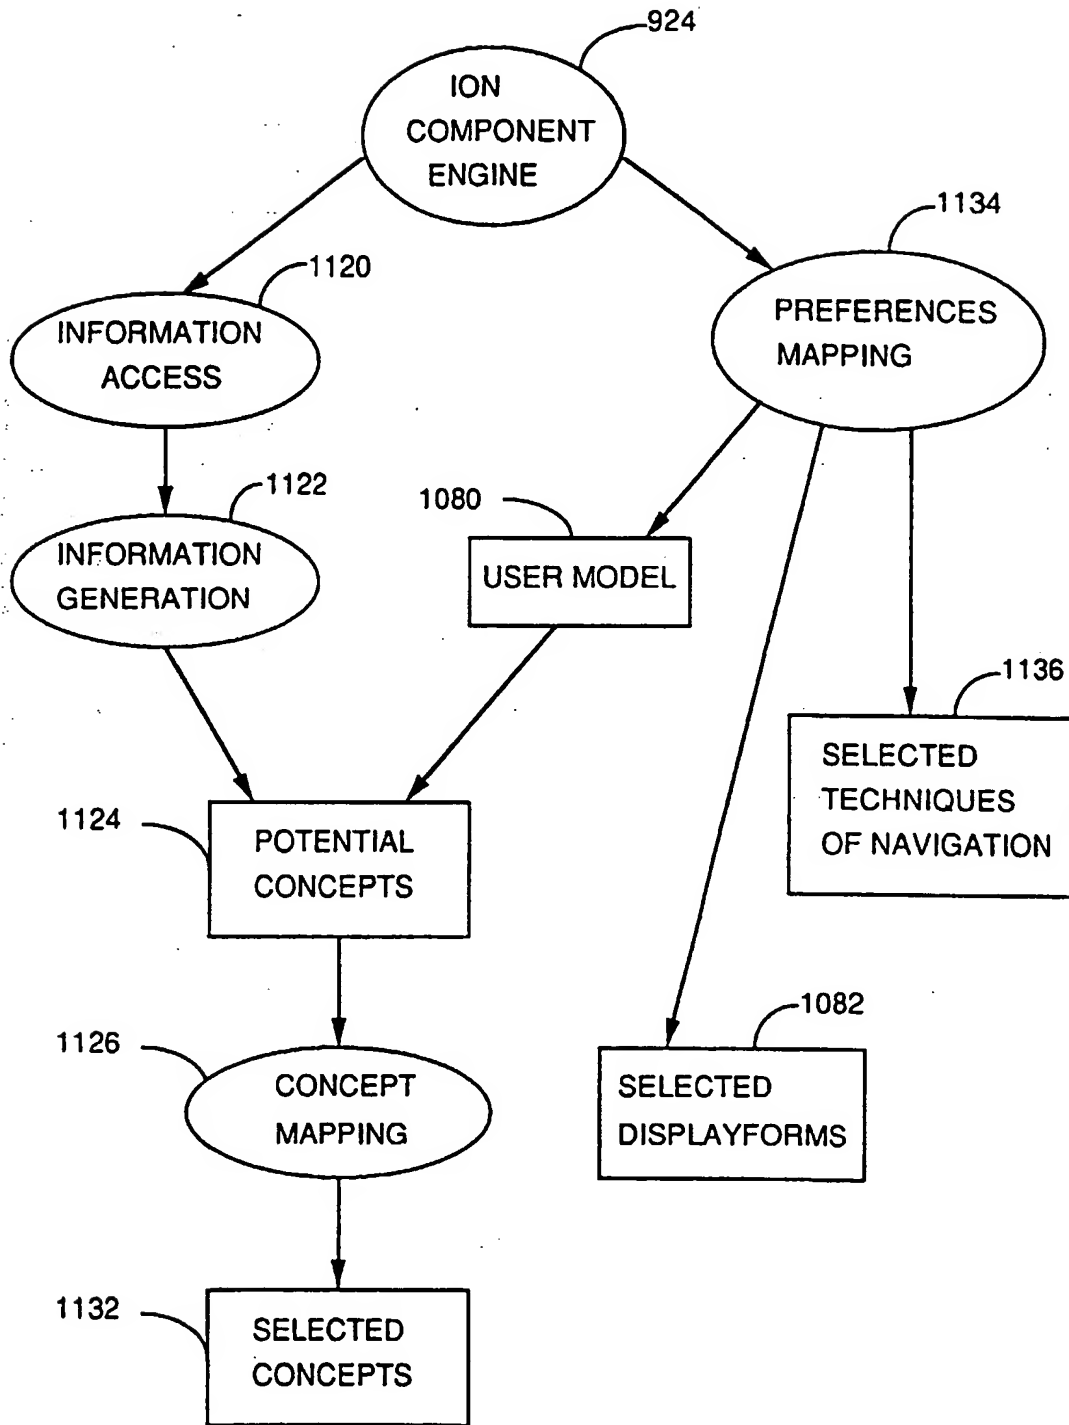 924
ION
COMPONENT
ENGINE
1134
PREFERENCES
MAPPING
1120
INFORMATION
ACCESS
1122
INFORMATION
GENERATION
1080
USER MODEL
1136
SELECTED
TECHNIQUES
OF NAVIGATION
1124
POTENTIAL
CONCEPTS
1082
SELECTED
DISPLAYFORMS
1126
CONCEPT
MAPPING
1132
SELECTED
CONCEPTS